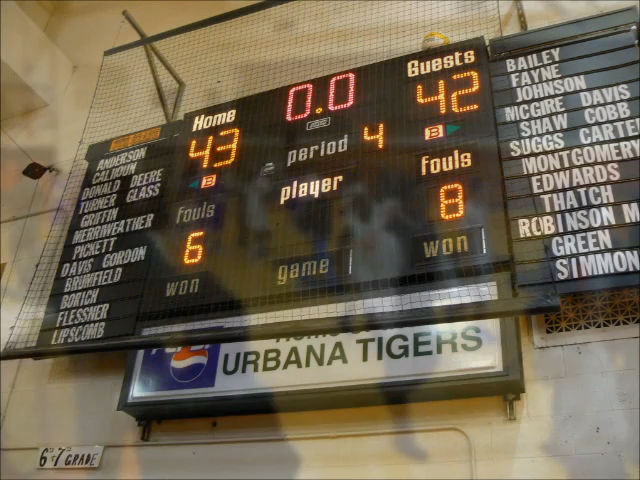 Home
43
B
fouls
6
won
0.0
period 4
player
game
Guests
42
B
fouls
8
won
ANDERSON
CALHOUN
DONALD DEERE
TURNER GLASS
GRIFFIN
MERRIWEATHER
PICKETT
DAVIS GORDON
BRUMFIELD
BORICH
FLESSNER
LIPSCOMB
BAILEY
FAYNE
JOHNSON
MCGIRE DAVIS
SHAW COBB
SUGGS CARTER
MONTGOMERY
EDWARDS
THATCH
ROBINSON
GREEN
SIMMON
URBANA TIGERS
6TH 7TH GRADE